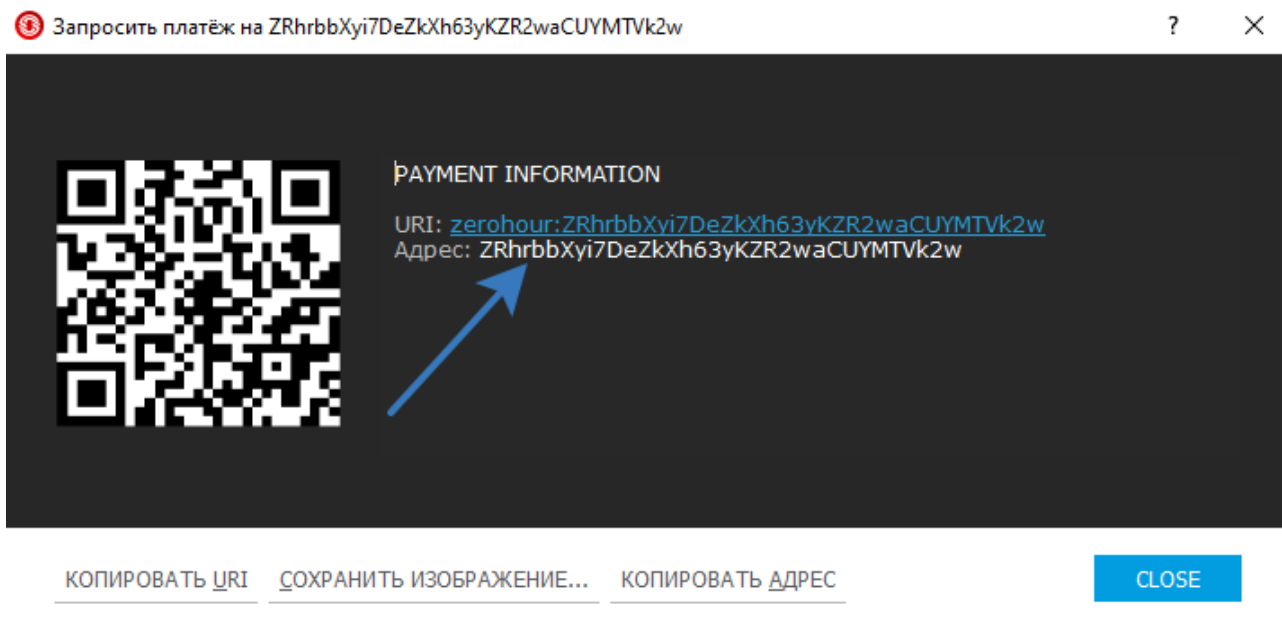 Запросить платёж на ZRhrbbXyi7DeZkXh63yKZR2waCUYMTVk2w
?
PAYMENT INFORMATION
URI: zerohour:ZRhrbbXyi7DeZkXh63yKZR2waCUYMTVk2w
Адрес: ZRhrbbXyi7DeZkXh63yKZR2waCUYMTVk2w
КОПИРОВАТЬ URI СОХРАНИТЬ ИЗОБРАЖЕНИЕ... КОПИРОВАТЬ АДРЕС CLOSE